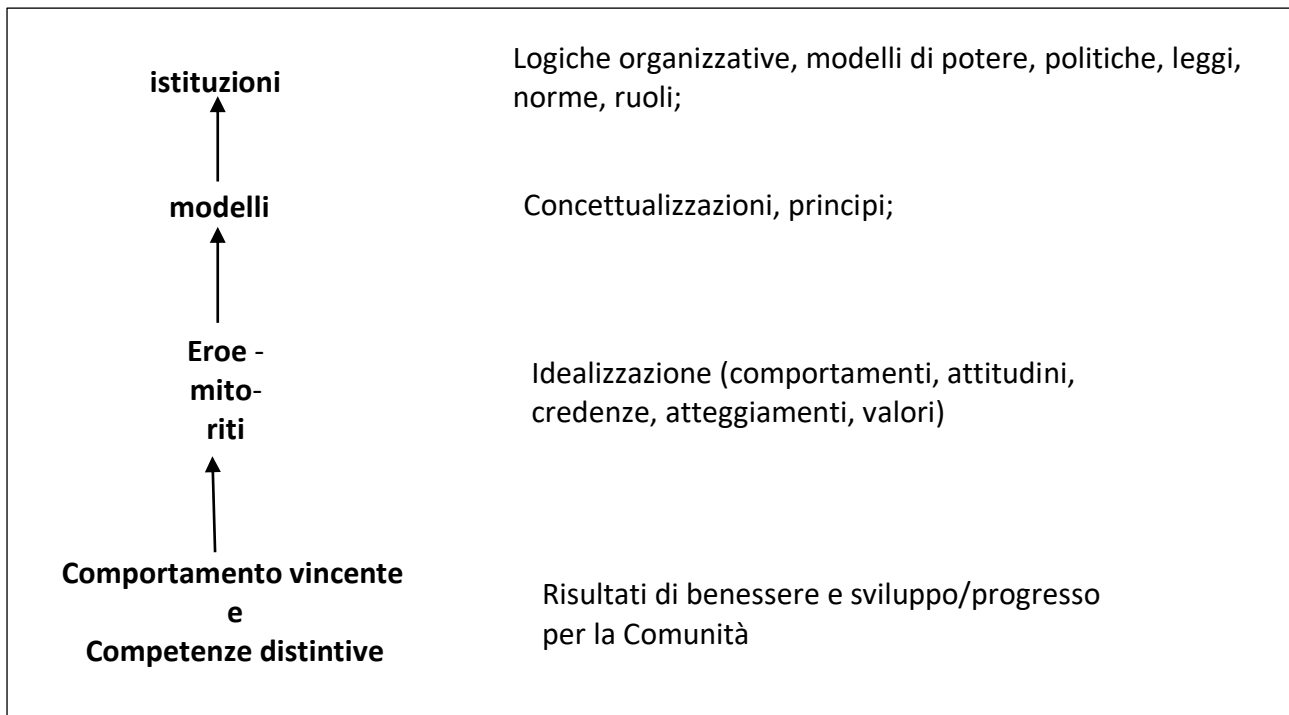 istituzioni
Logiche organizzative, modelli di potere, politiche, leggi,
norme, ruoli;
modelli
Concettualizzazioni, principi;
Eroe -
mito-
riti
Idealizzazione (comportamenti, attitudini,
credenze, atteggiamenti, valori)
Comportamento vincente
e
Competenze distintive
Risultati di benessere e sviluppo/progresso
per la Comunità